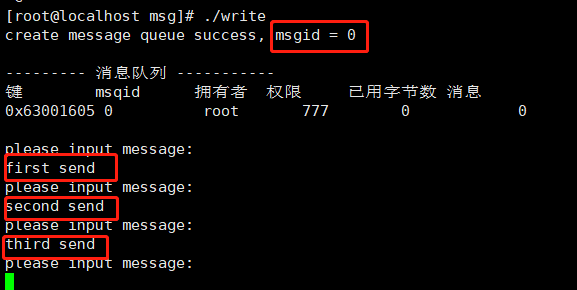 [root@localhost msg]# ./write
create message queue success, msgid = 0
--------- 消息队列 -----------
键 msqid 拥有者 权限 已用字节数 消息
0x63001605 0 root 777 0 0
please input message:
first send
please input message:
second send
please input message:
third send
please input message: